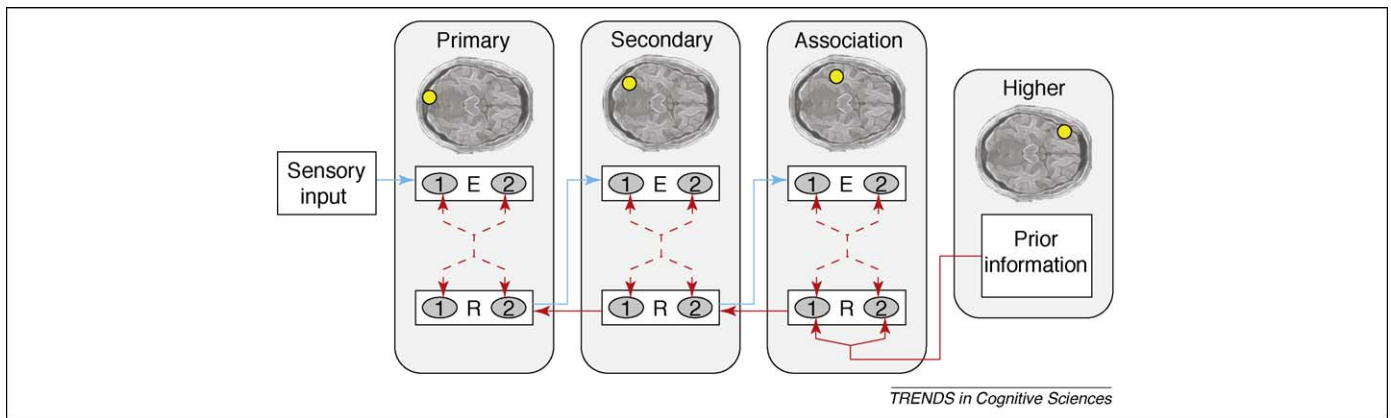 Primary
Secondary
Association
Higher
Sensory
input
1 E 2
1 E 2
1 E 2
Prior
information
1 R 2
1 R 2
1 R 2
TRENDS in Cognitive Sciences